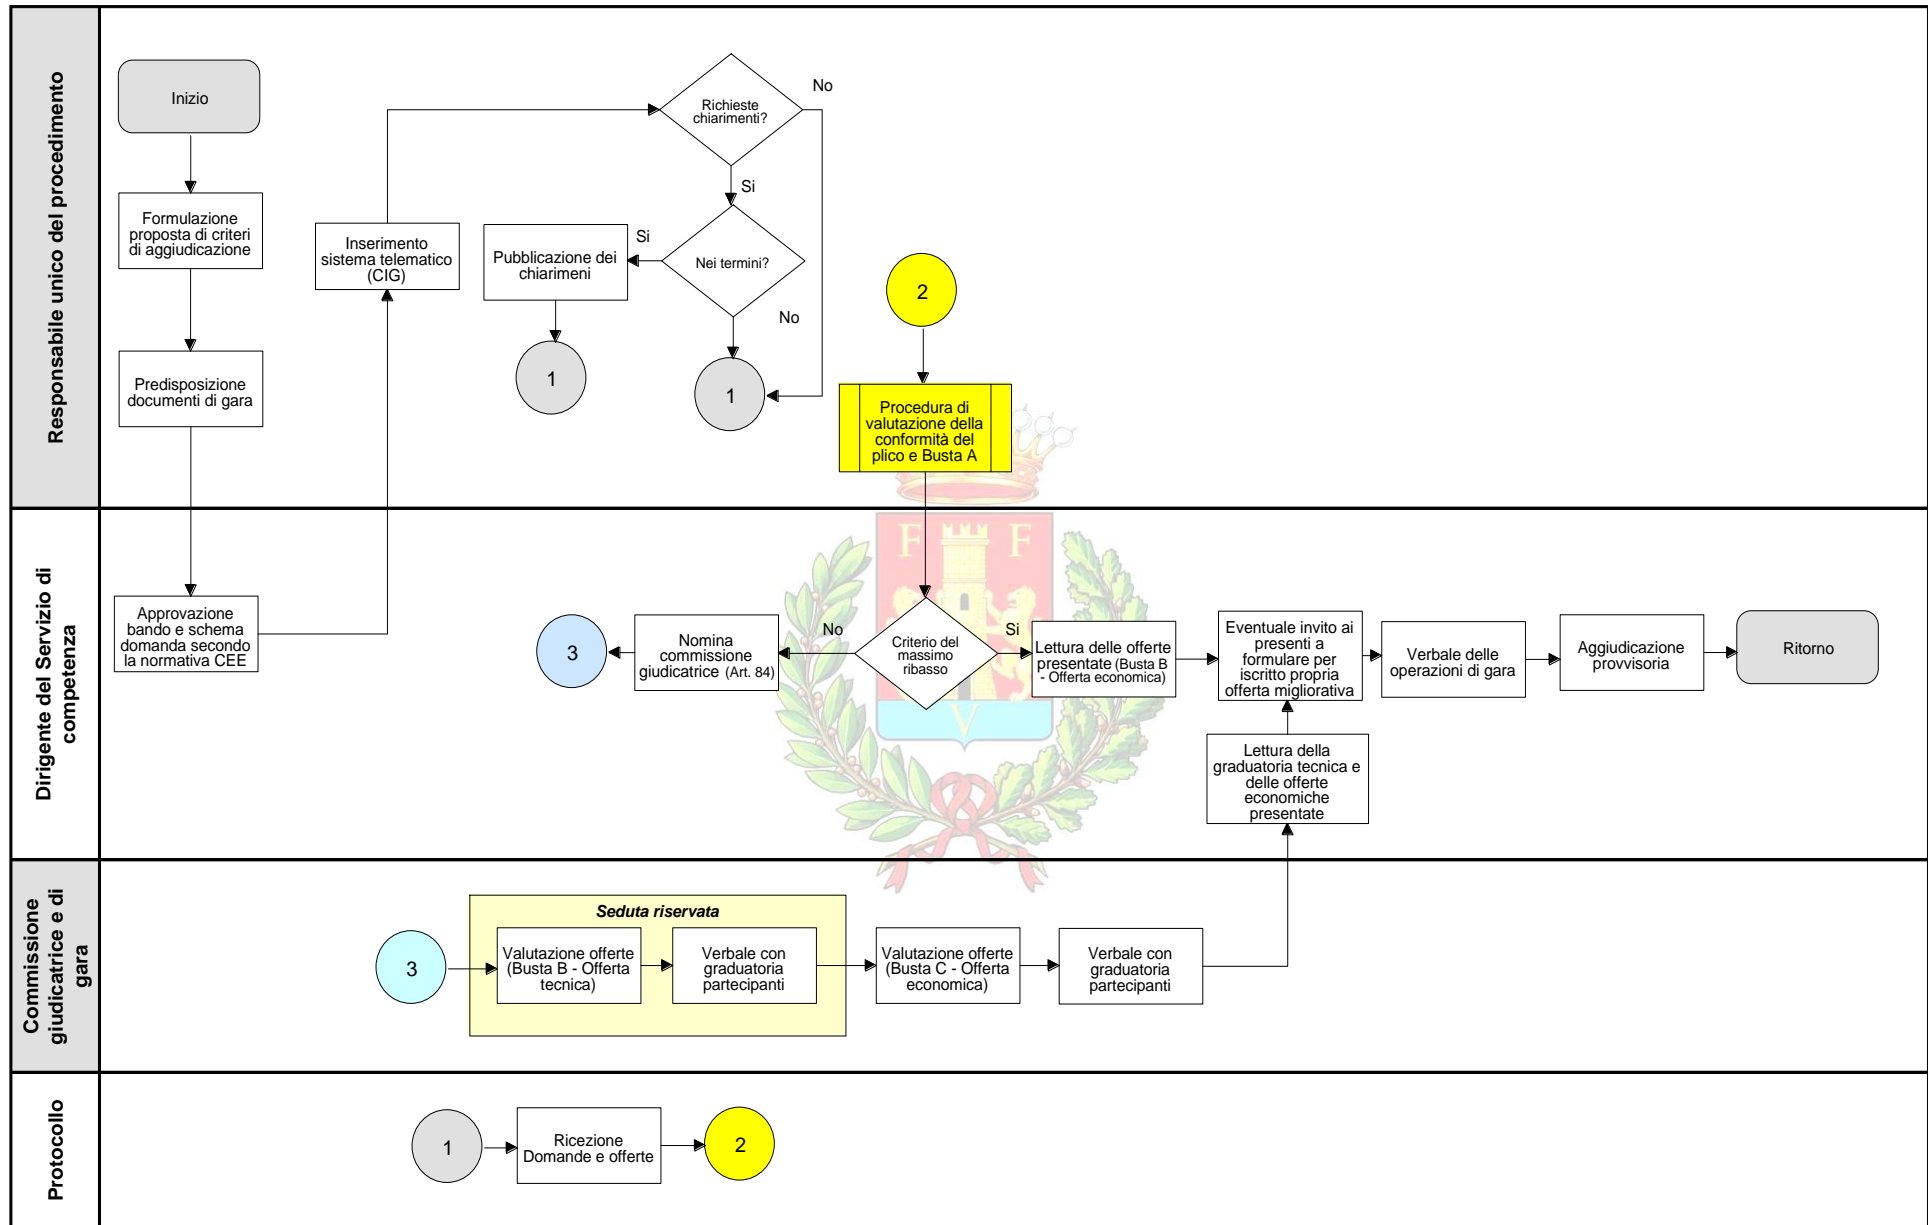 Responsabile unico del procedimento
Inizio
Formulazione
proposta di criteri
di aggiudicazione
Predisposizione
documenti di gara
Inserimento
sistema telematico
(CIG)
Richieste
chiarimenti?
No
Si
Nei termini?
Si
No
Pubblicazione dei
chiarimeni
1
1
2
Procedura di
valutazione della
conformità del
plico e Busta A
Dirigente del Servizio di
competenza
Approvazione
bando e schema
domanda secondo
la normativa CEE
3
Nomina
commissione
giudicatrice (Art. 84)
No
Criterio del
massimo
ribasso
Si
Lettura delle offerte
presentate (Busta B
- Offerta economica)
Eventuale invito ai
presenti a
formulare per
iscritto propria
offerta migliorativa
Verbale delle
operazioni di gara
Aggiudicazione
provvisoria
Ritorno
Lettura della
graduatoria tecnica e
delle offerte
economiche
presentate
F F
V
Commissione
giudicatrice e di
gara
Seduta riservata
3
Valutazione offerte
(Busta B - Offerta
tecnica)
Verbale con
graduatoria
partecipanti
Valutazione offerte
(Busta C - Offerta
economica)
Verbale con
graduatoria
partecipanti
Protocollo
1
Ricezione
Domande e offerte
2